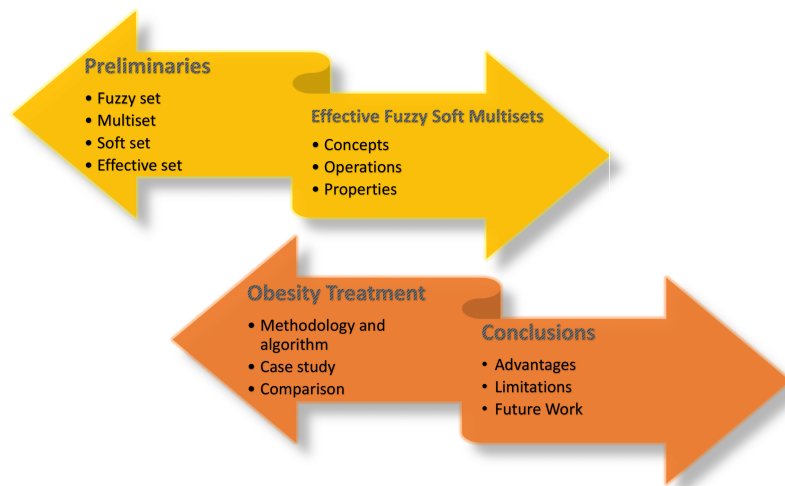 Preliminaries
• Fuzzy set
• Multiset
• Soft set
• Effective set
Effective Fuzzy Soft Multisets
• Concepts
• Operations
• Properties
Obesity Treatment
• Methodology and
algorithm
• Case study
• Comparison
Conclusions
• Advantages
• Limitations
• Future Work